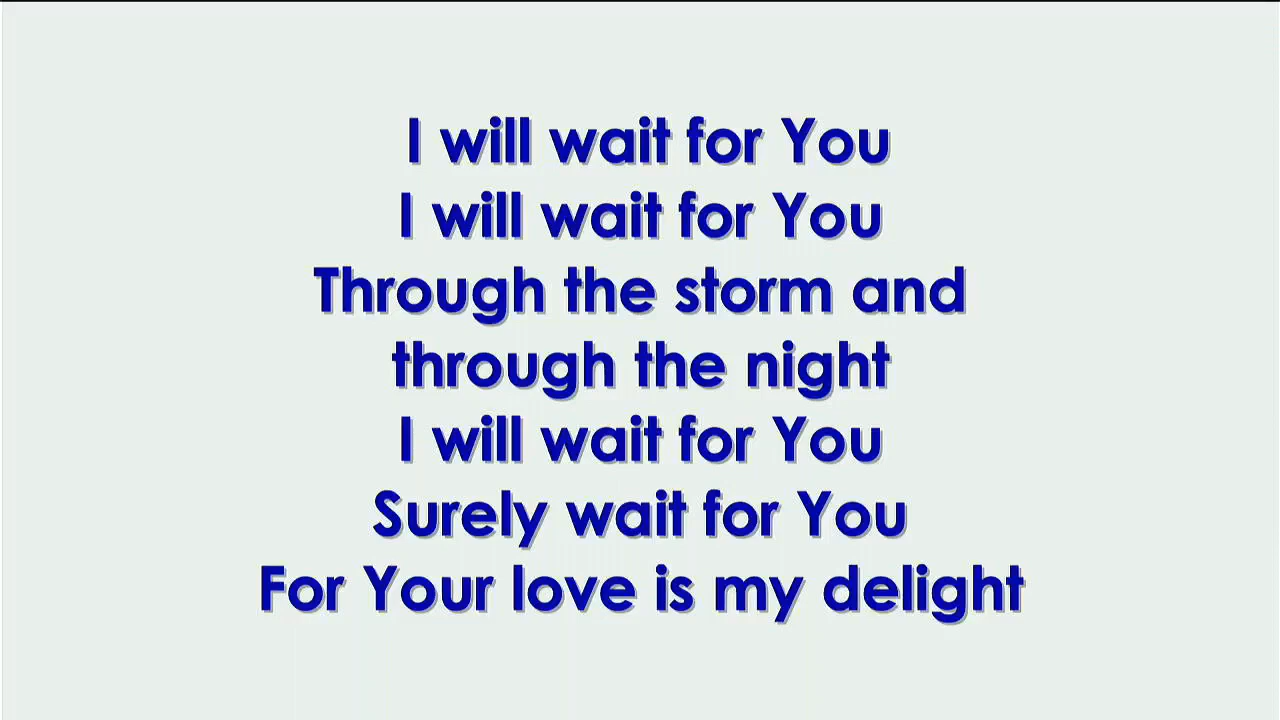 I will wait for You
I will wait for You
Through the storm and
through the night
I will wait for You
Surely wait for You
For Your love is my delight